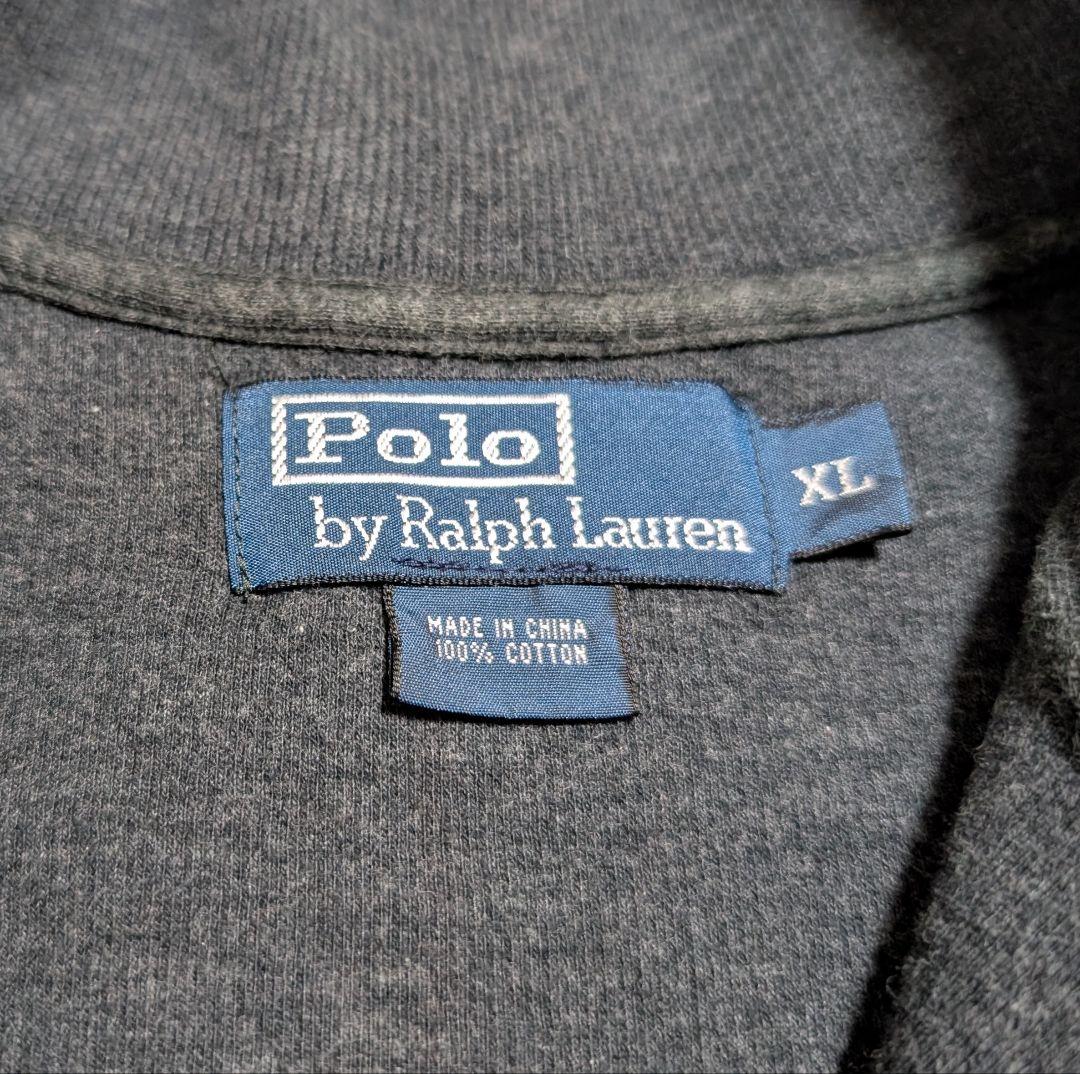 Polo
by Ralph Lauren
XL
MADE IN CHINA
100% COTTON